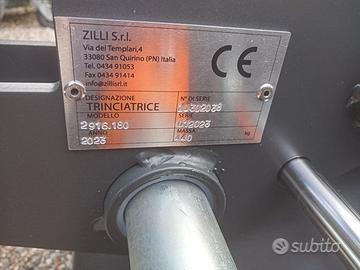 ZILLI S.r.l.
Via dei Templari,4
33080 San Quirino (PN) Italia
Tel. 0434 91053
Fax 0434 91414
info@zillisrl.it
CE
DESIGNAZIONE
TRINCIATRICE
N° DI SERIE
MODELLO
2916.180
SERIE
ANNO
2023
MASSA
kg
subito